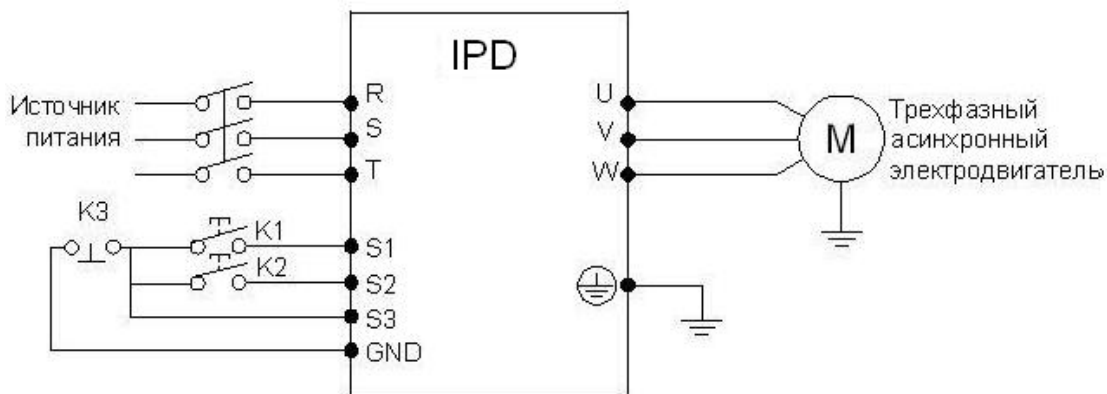 IPD
Источник
питания
R
S
T
U
V
W
M
Трехфазный
асинхронный
электродвигатель
K3
K1
K2
S1
S2
S3
GND